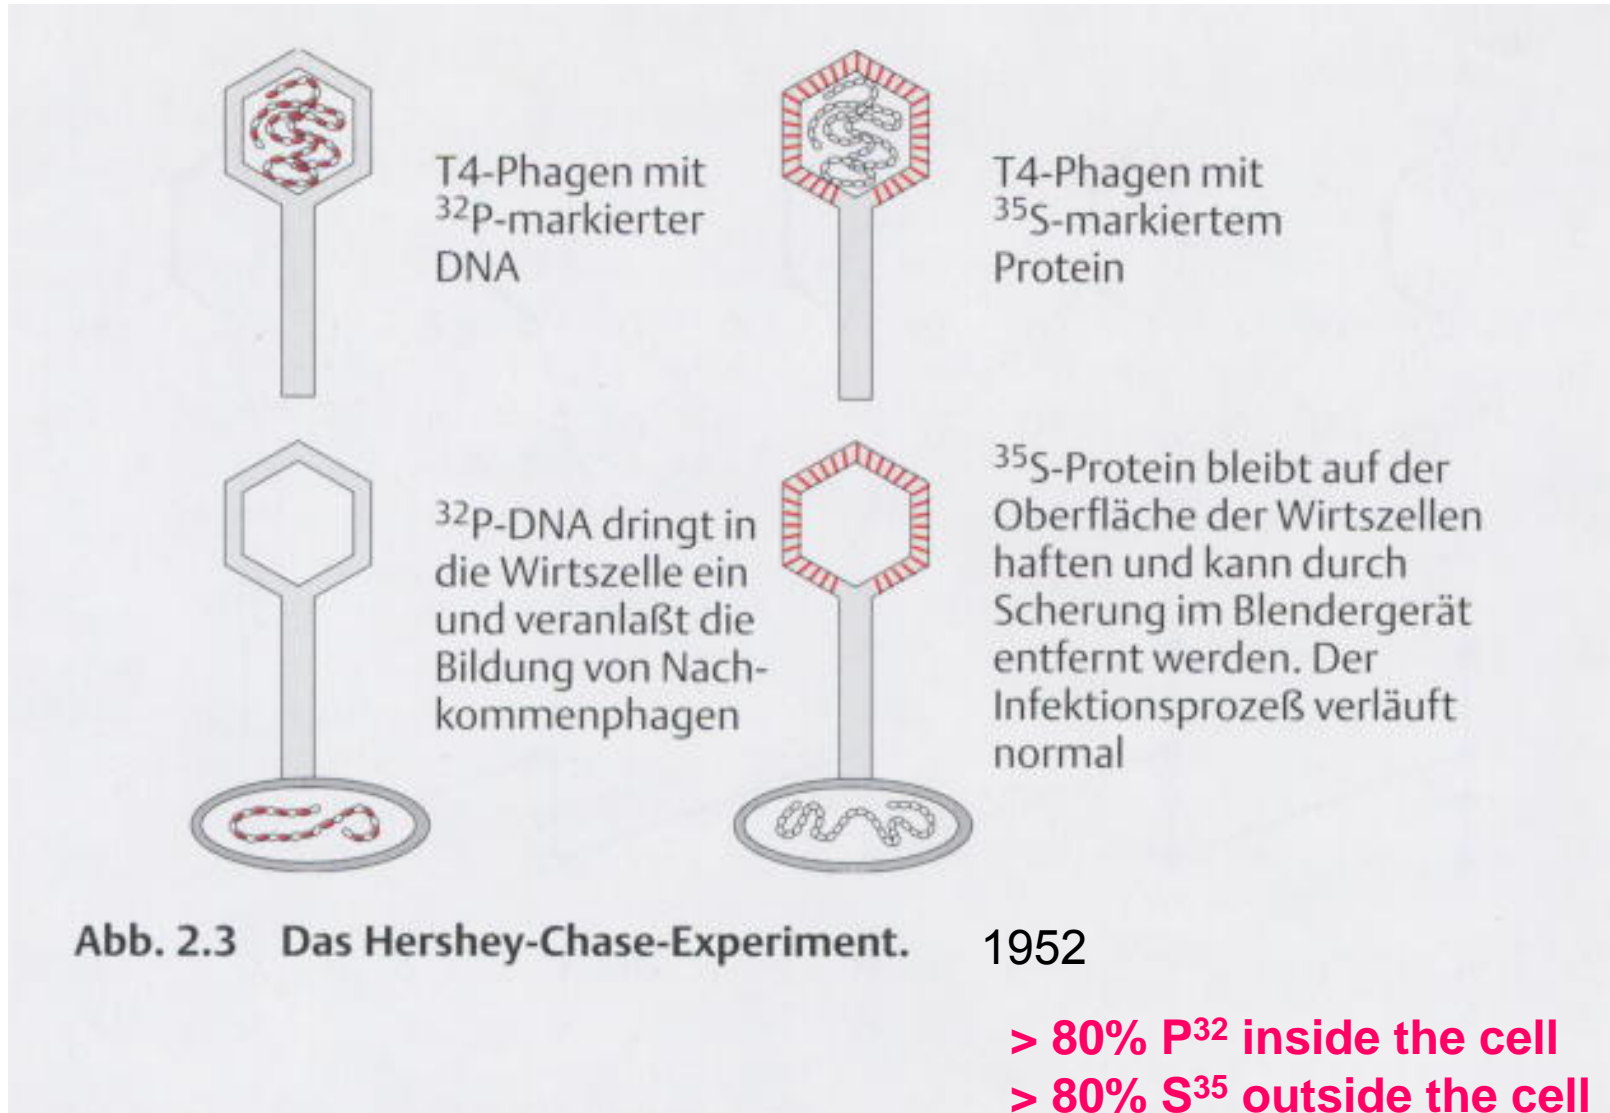 T4-Phagen mit
³²P-markierter
DNA
T4-Phagen mit
³⁵S-markiertem
Protein
³²P-DNA dringt in
die Wirtszelle ein
und veranlaßt die
Bildung von Nach-
kommenphagen
³⁵S-Protein bleibt auf der
Oberfläche der Wirtszellen
haften und kann durch
Scherung im Blendergerät
entfernt werden. Der
Infektionsprozeß verläuft
normal
Abb. 2.3 Das Hershey-Chase-Experiment. 1952
> 80% P³² inside the cell
> 80% S³⁵ outside the cell